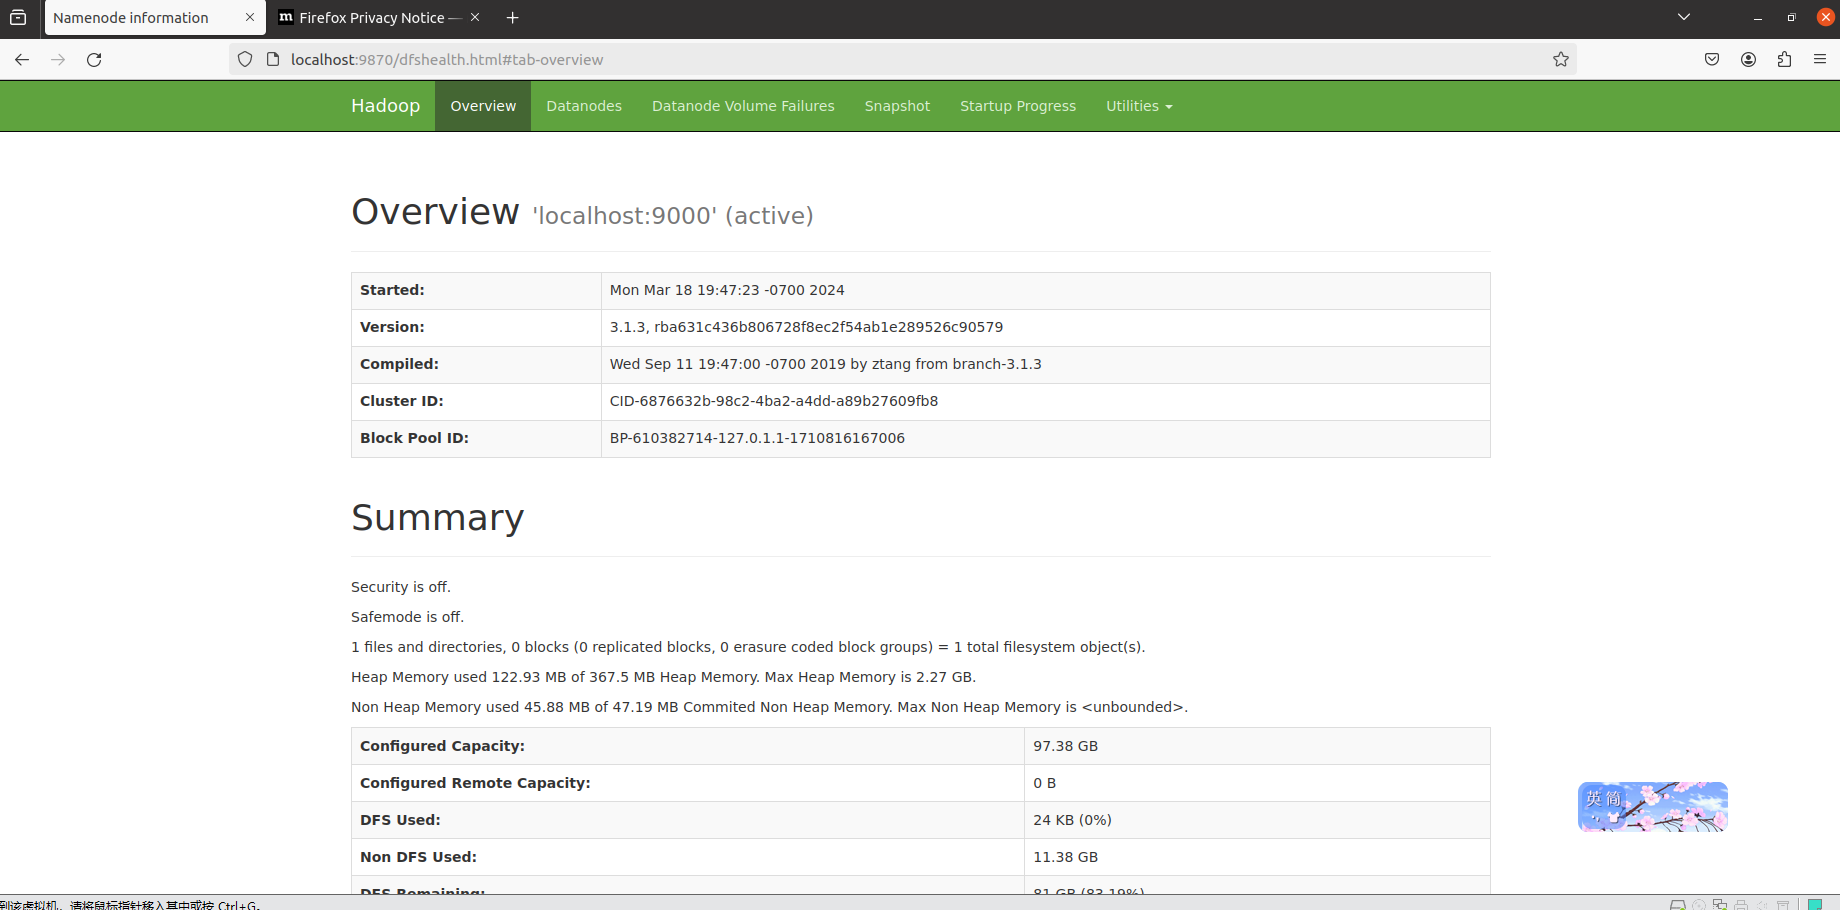 Namenode information
Firefox Privacy Notice —
localhost:9870/dfshealth.html#tab-overview
Hadoop Overview Datanodes Datanode Volume Failures Snapshot Startup Progress Utilities
Overview 'localhost:9000' (active)
Started: Mon Mar 18 19:47:23 -0700 2024
Version: 3.1.3, rba631c436b806728f8ec2f54ab1e289526c90579
Compiled: Wed Sep 11 19:47:00 -0700 2019 by ztang from branch-3.1.3
Cluster ID: CID-6876632b-98c2-4ba2-a4dd-a89b27609fb8
Block Pool ID: BP-610382714-127.0.1.1-1710816167006
Summary
Security is off.
Safemode is off.
1 files and directories, 0 blocks (0 replicated blocks, 0 erasure coded block groups) = 1 total filesystem object(s).
Heap Memory used 122.93 MB of 367.5 MB Heap Memory. Max Heap Memory is 2.27 GB.
Non Heap Memory used 45.88 MB of 47.19 MB Commited Non Heap Memory. Max Non Heap Memory is <unbounded>.
Configured Capacity: 97.38 GB
Configured Remote Capacity: 0 B
英 简
DFS Used: 24 KB (0%)
Non DFS Used: 11.38 GB
DFS Remaining: 81 GB (83.19%)
到该虚拟机，请将鼠标指针移入其中或按 Ctrl+G。